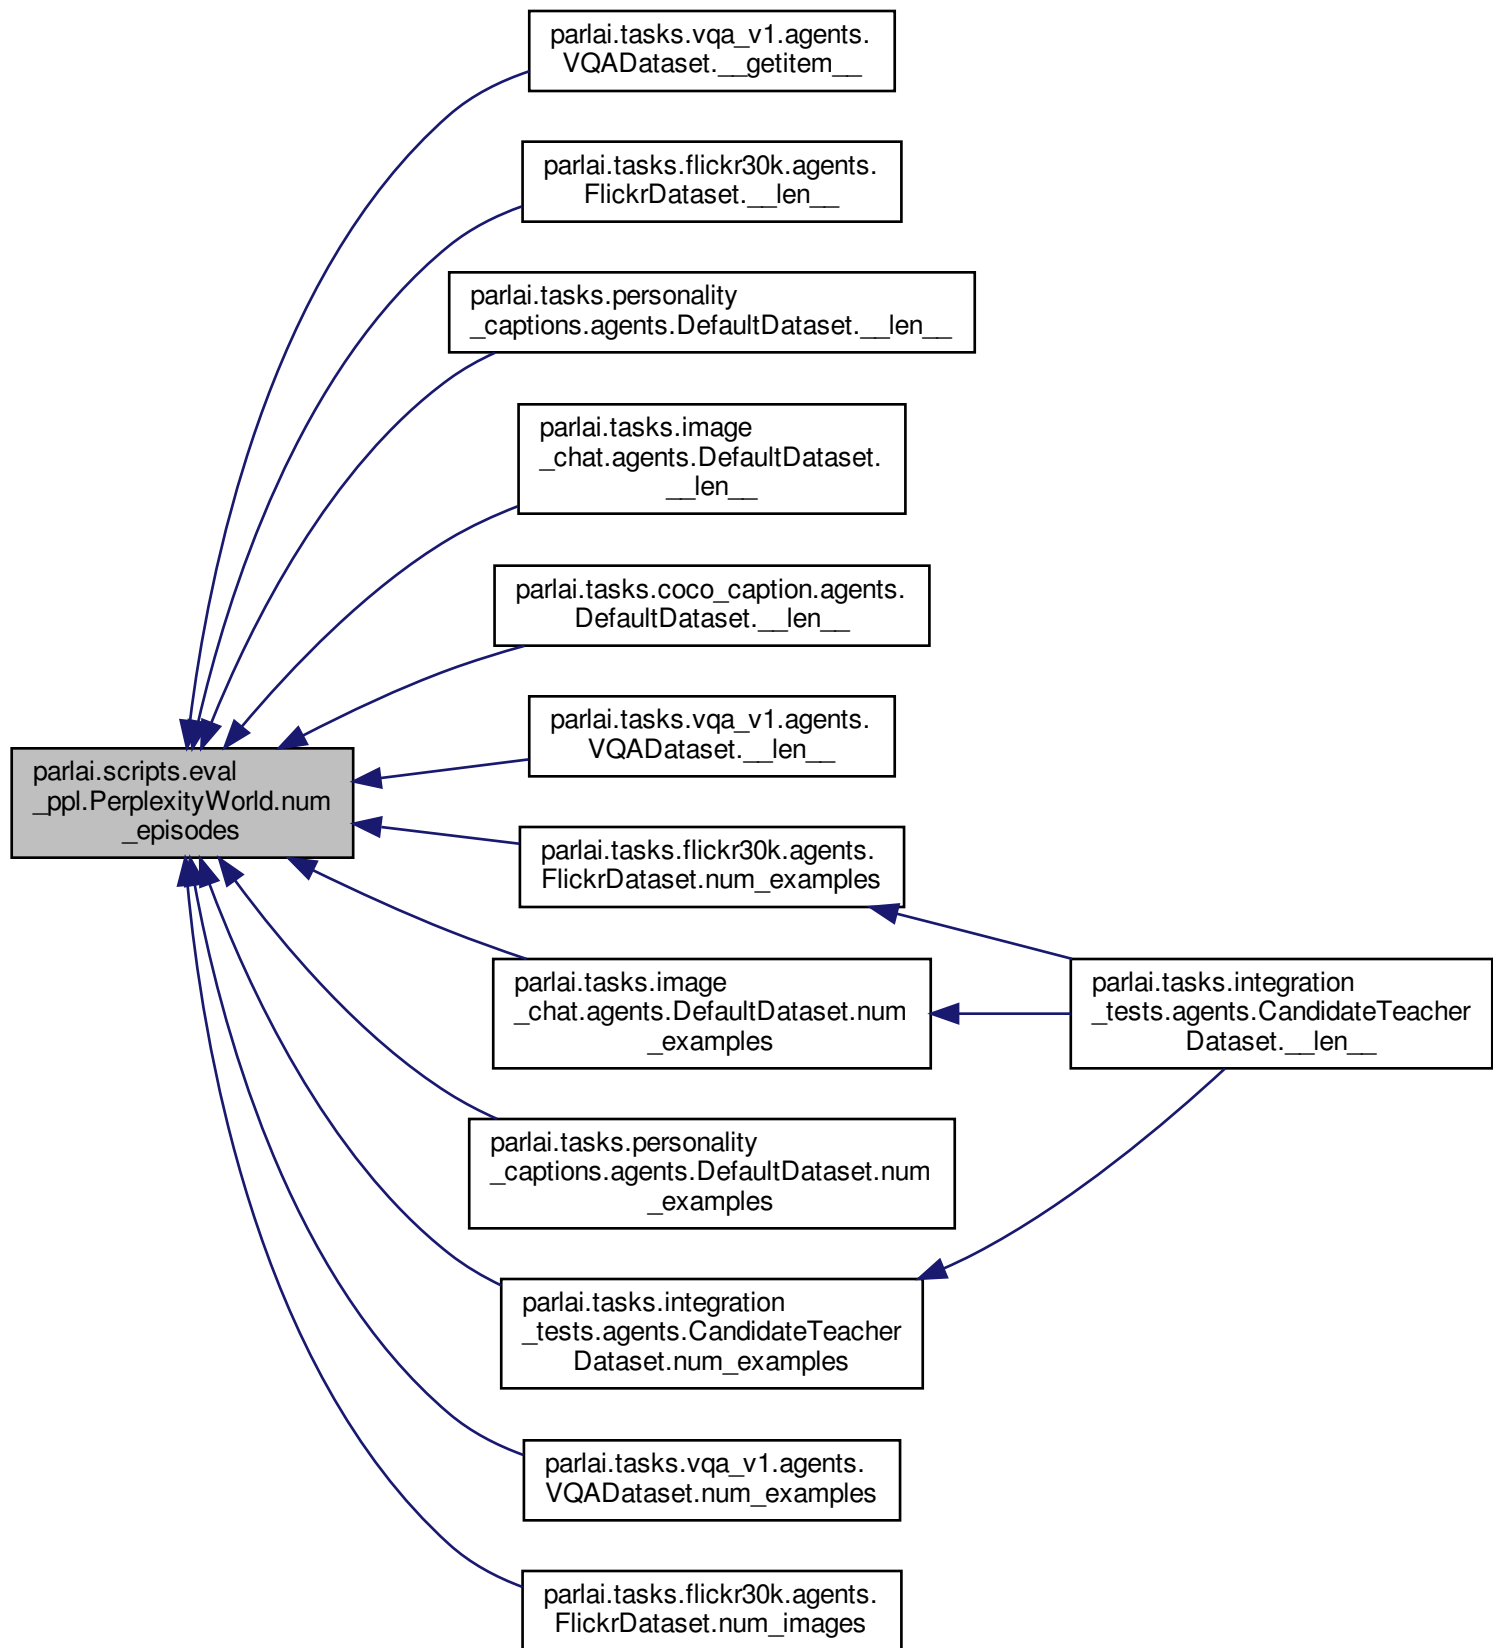 parlai.tasks.vqa_v1.agents.
VQADataset.__getitem__
parlai.tasks.flickr30k.agents.
FlickrDataset.__len__
parlai.tasks.personality
_captions.agents.DefaultDataset.__len__
parlai.tasks.image
_chat.agents.DefaultDataset.
__len__
parlai.tasks.coco_caption.agents.
DefaultDataset.__len__
parlai.tasks.vqa_v1.agents.
VQADataset.__len__
parlai.scripts.eval
_ppl.PerplexityWorld.num
_episodes
parlai.tasks.flickr30k.agents.
FlickrDataset.num_examples
parlai.tasks.image
_chat.agents.DefaultDataset.num
_examples
parlai.tasks.integration
_tests.agents.CandidateTeacher
Dataset.__len__
parlai.tasks.personality
_captions.agents.DefaultDataset.num
_examples
parlai.tasks.integration
_tests.agents.CandidateTeacher
Dataset.num_examples
parlai.tasks.vqa_v1.agents.
VQADataset.num_examples
parlai.tasks.flickr30k.agents.
FlickrDataset.num_images